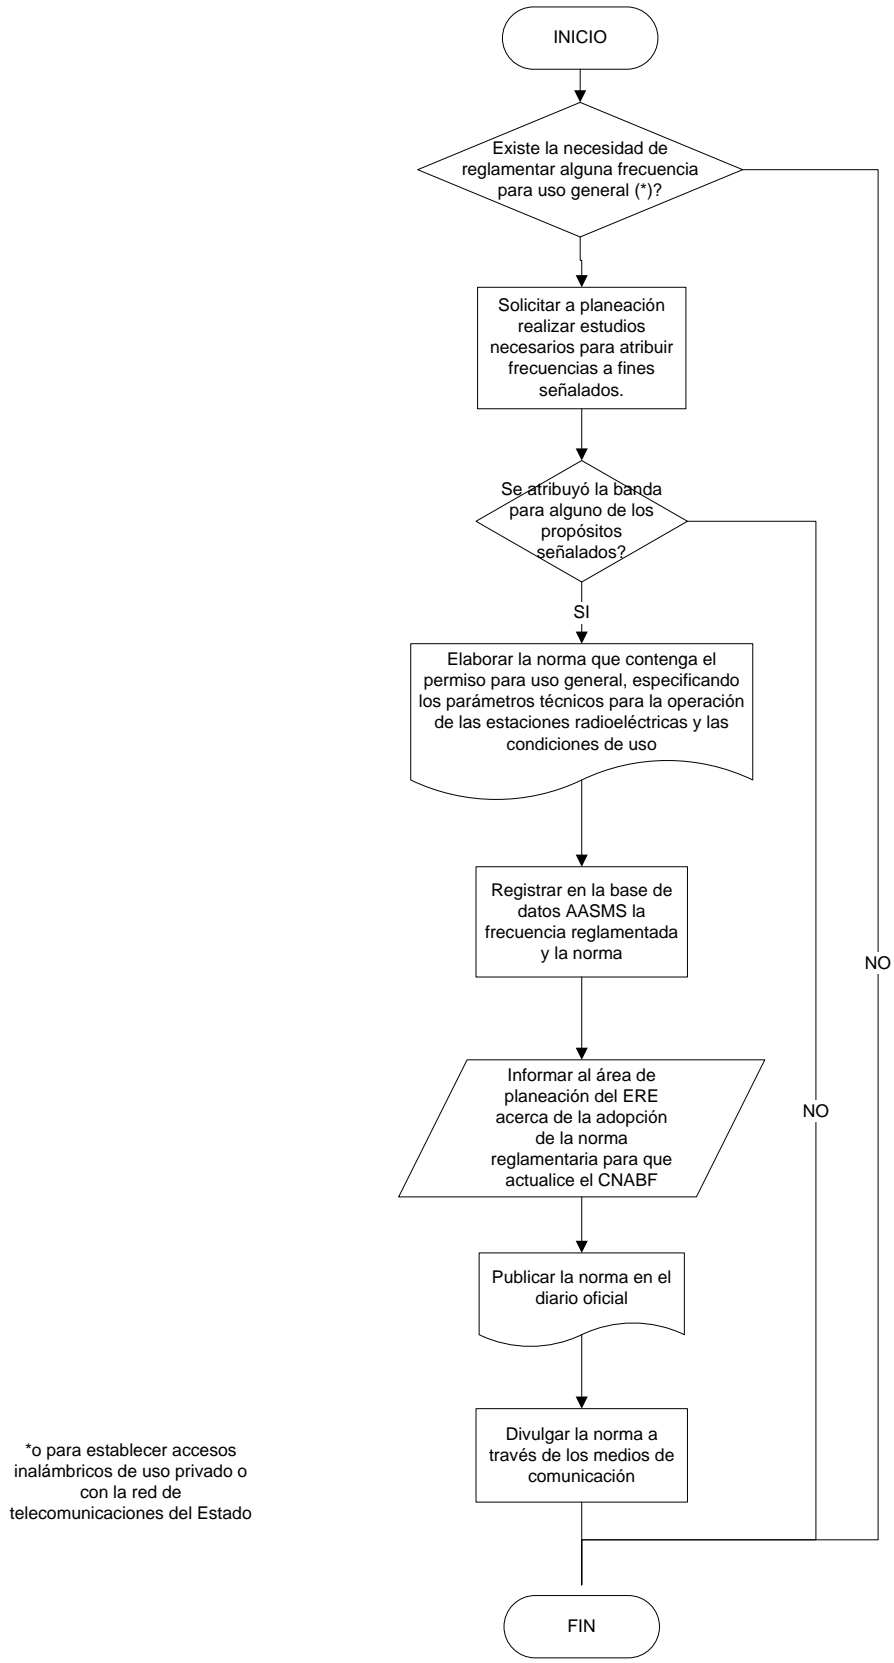 INICIO
Existe la necesidad de
reglamentar alguna frecuencia
para uso general (*)?
Solicitar a planeación
realizar estudios
necesarios para atribuir
frecuencias a fines
señalados.
Se atribuyó la banda
para alguno de los
propósitos
señalados?
SI
Elaborar la norma que contenga el
permiso para uso general, especificando
los parámetros técnicos para la operación
de las estaciones radioeléctricas y las
condiciones de uso
Registrar en la base de
datos AASMS la
frecuencia reglamentada
y la norma
NO
Informar al área de
planeación del ERE
acerca de la adopción
de la norma
reglamentaria para que
actualice el CNABF
NO
Publicar la norma en el
diario oficial
Divulgar la norma a
través de los medios de
comunicación
*o para establecer accesos
inalámbricos de uso privado o
con la red de
telecomunicaciones del Estado
FIN